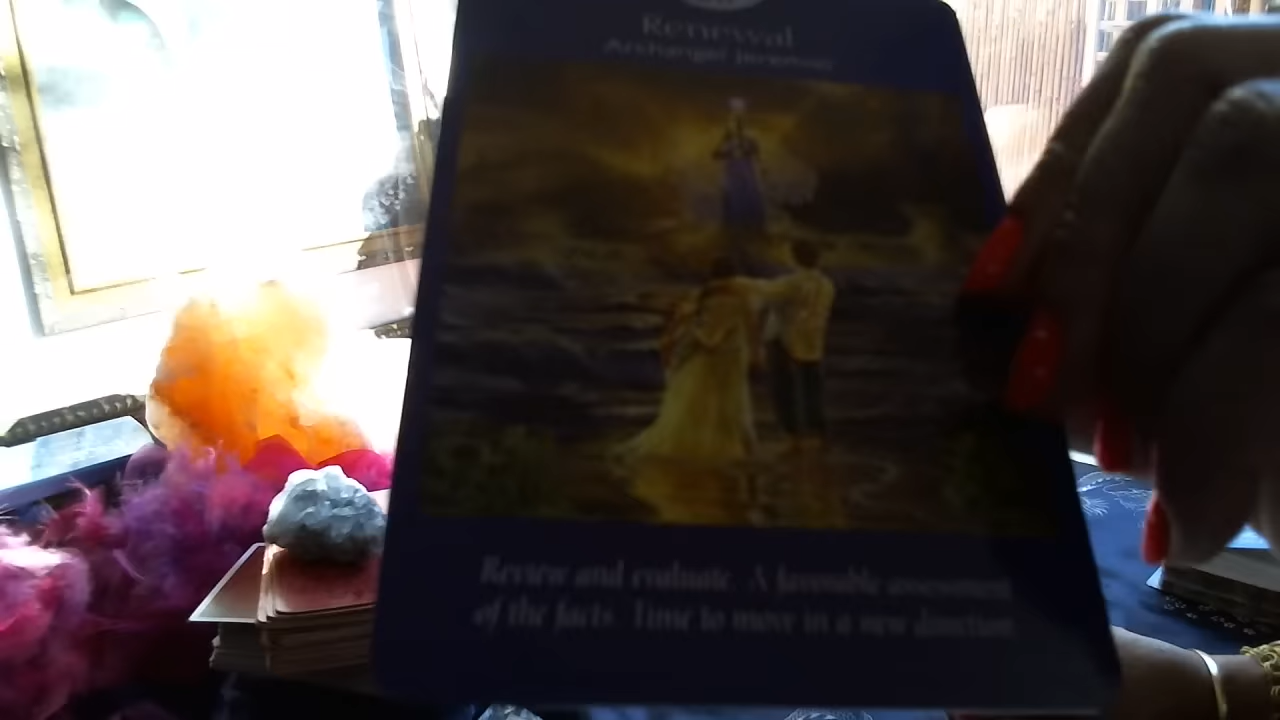 Renewal
Archangel Jeremiel
Review and evaluate. A favorable assessment
of the facts. Time to move in a new direction.